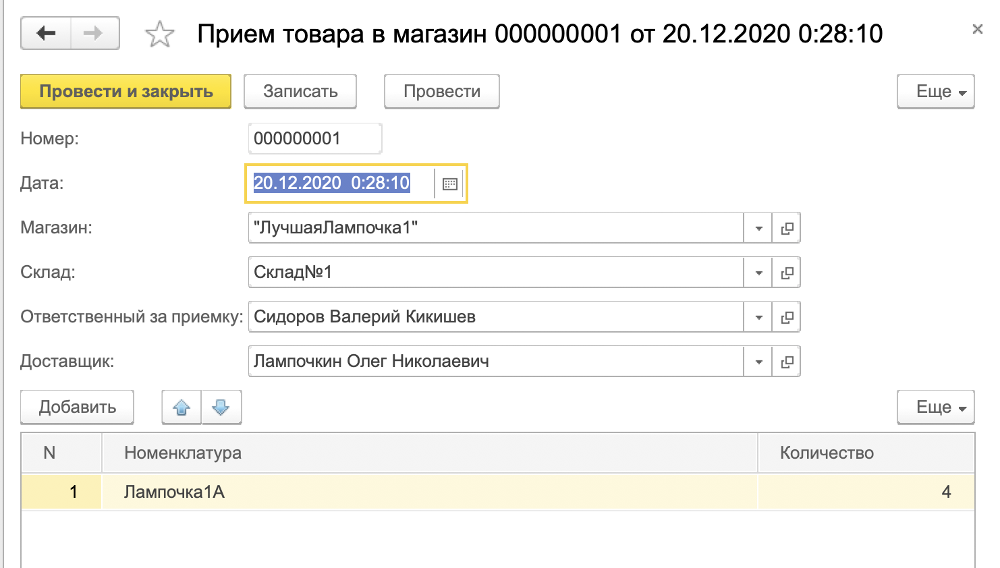 Прием товара в магазин 000000001 от 20.12.2020 0:28:10
Провести и закрыть Записать Провести Еще
Номер: 000000001
Дата: 20.12.2020 0:28:10
Магазин: "ЛучшаяЛампочка1"
Склад: Склад№1
Ответственный за приемку: Сидоров Валерий Кикишев
Доставщик: Лампочкин Олег Николаевич
Добавить Еще
N Номенклатура Количество
1 Лампочка1А 4